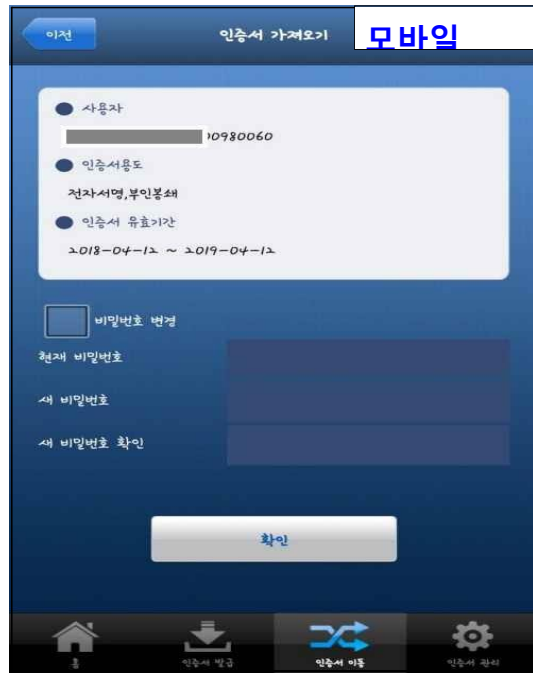 이전
인증서 가져오기
모바일
사용자
00980060
인증서용도
전자서명,부인봉쇄
인증서 유효기간
2018-04-12 ~ 2019-04-12
비밀번호 변경
현재 비밀번호
새 비밀번호
새 비밀번호 확인
확인
홈
인증서 발급
인증서 이동
인증서 관리